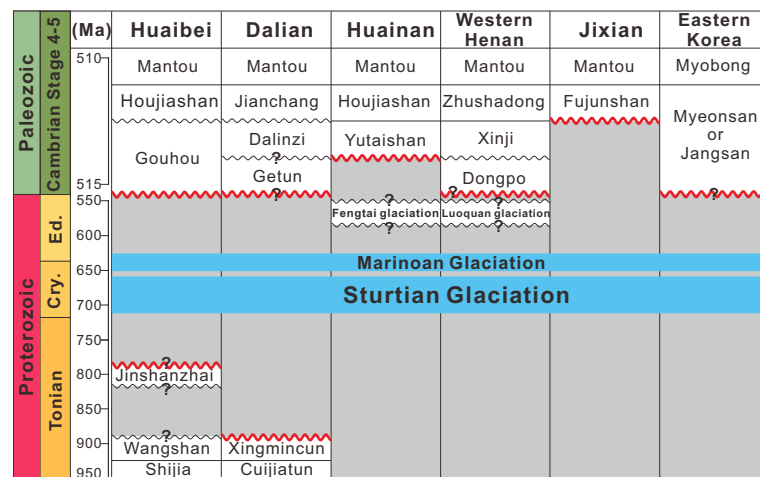 (Ma)
Huaibei
Dalian
Huainan
Western
Henan
Jixian
Eastern
Korea
Paleozoic
Cambrian Stage 4-5
510
515
Mantou
Mantou
Mantou
Mantou
Mantou
Myobong
Houjiashan
Jianchang
Houjiashan
Zhushadong
Fujunshan
Myeonsan
or
Jangsan
Gouhou
Dalinzi
Yutaishan
Xinji
?
Getun
Dongpo
?
?
?
?
Proterozoic
Ed.
Cry.
Tonian
550
600
650
700
750
800
850
900
950
?
?
Fengtai glaciation
Luoquan glaciation
?
?
Marinoan Glaciation
Sturtian Glaciation
?
Jinshanzhai
?
?
Wangshan
Xingmincun
Shijia
Cuijiatun